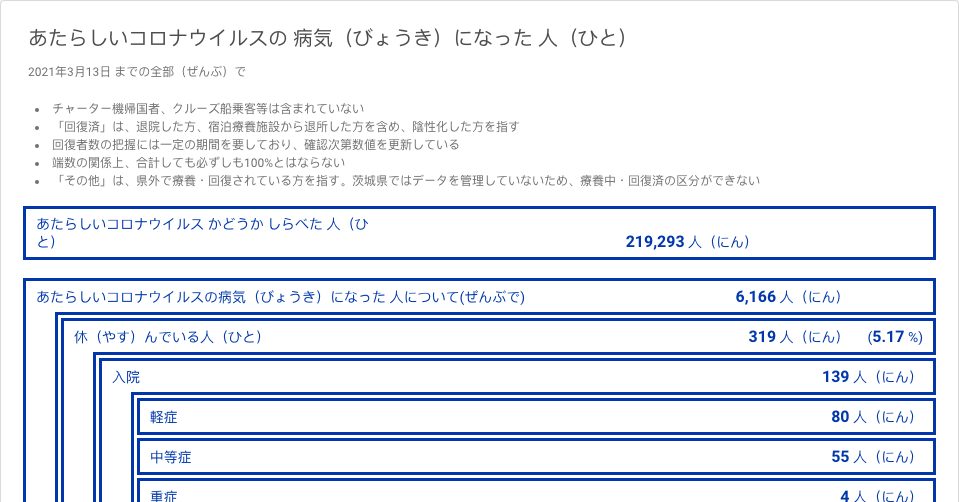 あたらしいコロナウイルスの 病気（びょうき）になった 人（ひと）
2021年3月13日 までの全部（ぜんぶ）で
チャーター機帰国者、クルーズ船乗客等は含まれていない
「回復済」は、退院した方、宿泊療養施設から退所した方を含め、陰性化した方を指す
回復者数の把握には一定の期間を要しており、確認次第数値を更新している
端数の関係上、合計しても必ずしも100%とはならない
「その他」は、県外で療養・回復されている方を指す。茨城県ではデータを管理していないため、療養中・回復済の区分ができない
あたらしいコロナウイルス かどうか しらべた 人（ひ
と） 219,293 人（にん）
あたらしいコロナウイルスの病気（びょうき）になった 人について(ぜんぶで) 6,166 人（にん）
休（やす）んでいる人（ひと） 319 人（にん） (5.17 %)
入院 139 人（にん）
軽症 80 人（にん）
中等症 55 人（にん）
重症 4 人（にん）